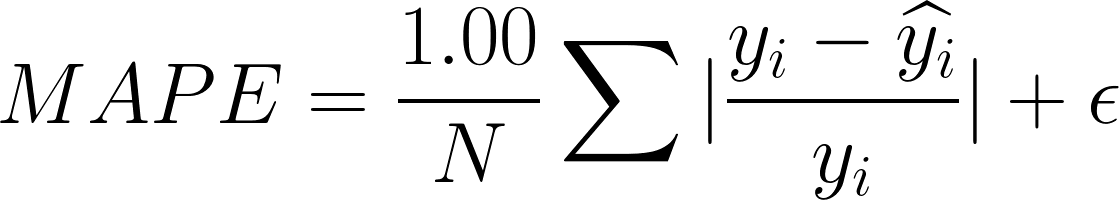 MAPE = \frac{1.00}{N} \sum |\frac{y_i - \widehat{y_i}}{y_i}| + \epsilon